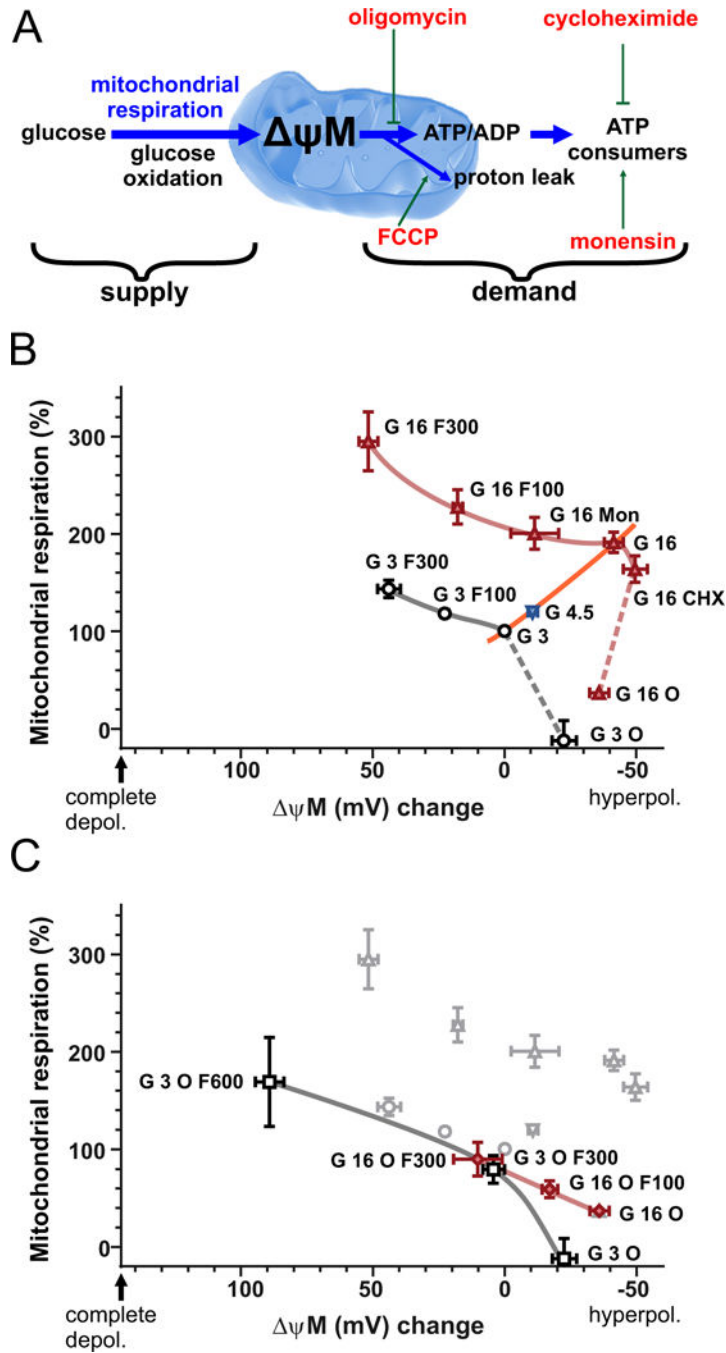 A
oligomycin
cycloheximide
mitochondrial
respiration
glucose
ΔψM
ATP/ADP
ATP
consumers
glucose
oxidation
proton leak
FCCP
monensin
supply
demand
B
Mitochondrial respiration (%)
300
200
100
0
G 16 F300
G 16 F100
G 16 Mon
G 16
G 16 CHX
G 3 F300
G 3 F100
G 4.5
G 3
G 16 O
G 3 O
100
50
0
-50
complete
depol.
ΔψM (mV) change
hyperpol.
C
Mitochondrial respiration (%)
300
200
100
0
G 3 O F600
G 16 O F300
G 3 O F300
G 16 O F100
G 16 O
G 3 O
100
50
0
-50
complete
depol.
ΔψM (mV) change
hyperpol.